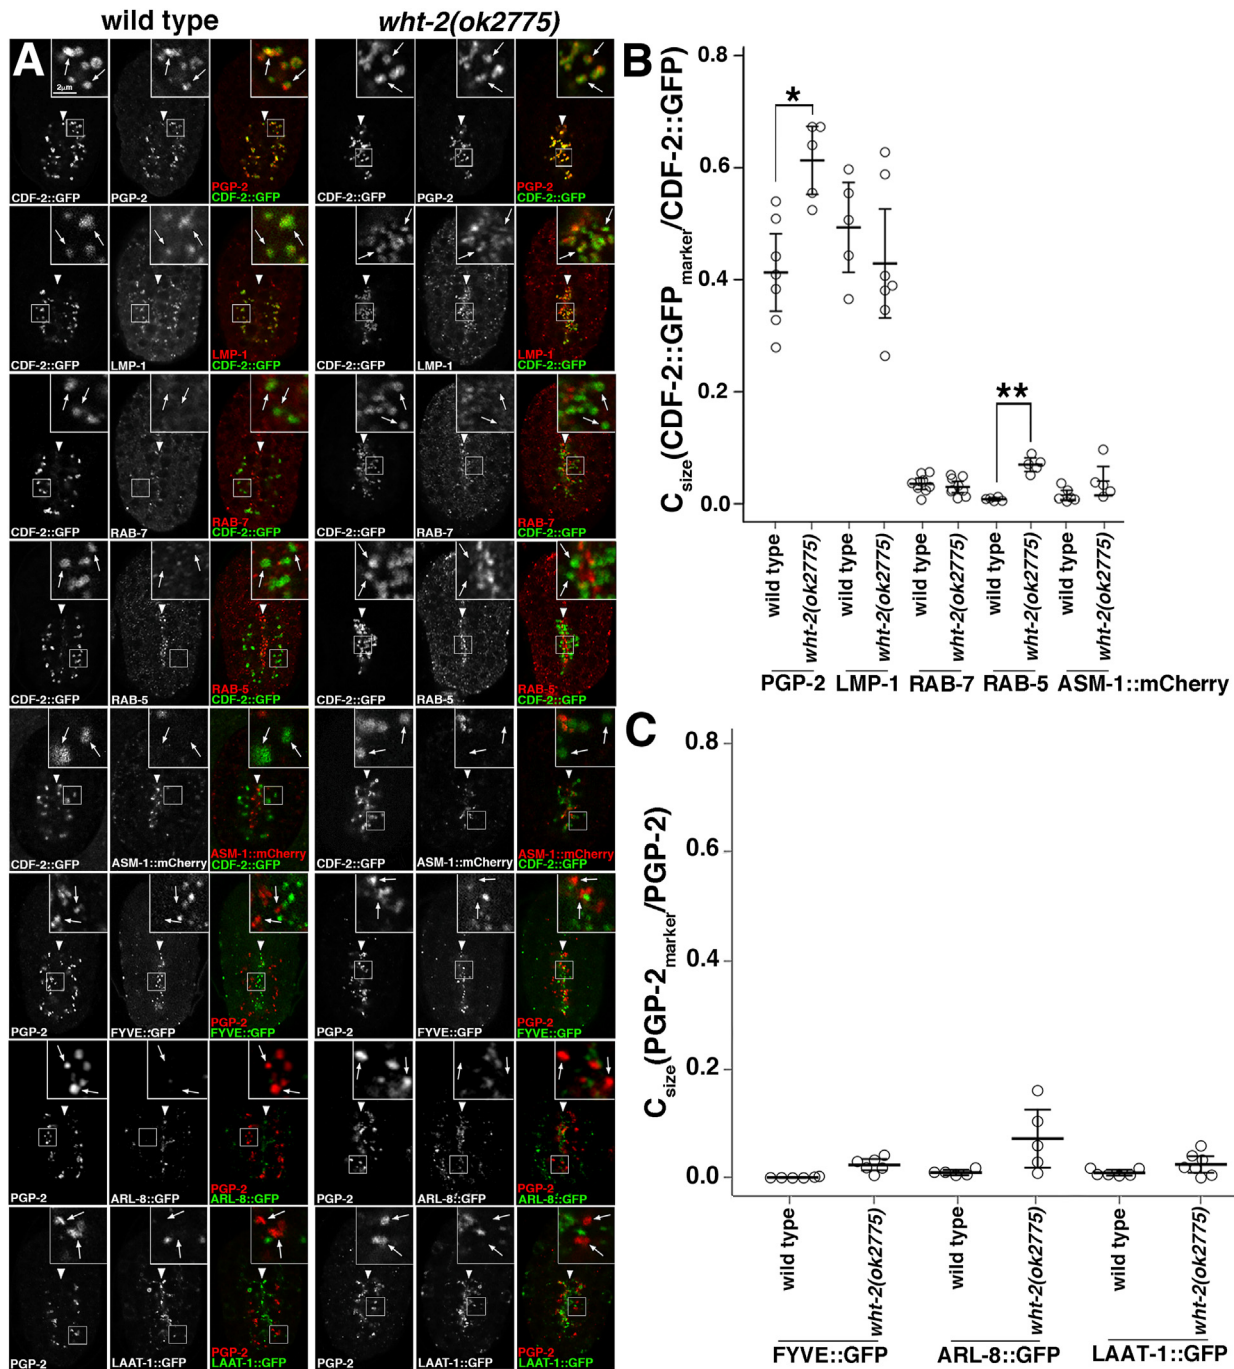 wild type
wht-2(ok2775)
A
2µm
CDF-2::GFP
PGP-2
PGP-2
CDF-2::GFP
CDF-2::GFP
PGP-2
PGP-2
CDF-2::GFP
CDF-2::GFP
LMP-1
LMP-1
CDF-2::GFP
CDF-2::GFP
LMP-1
LMP-1
CDF-2::GFP
CDF-2::GFP
RAB-7
RAB-7
CDF-2::GFP
CDF-2::GFP
RAB-7
RAB-7
CDF-2::GFP
CDF-2::GFP
RAB-5
RAB-5
CDF-2::GFP
CDF-2::GFP
RAB-5
RAB-5
CDF-2::GFP
CDF-2::GFP
ASM-1::mCherry
ASM-1::mCherry
CDF-2::GFP
CDF-2::GFP
ASM-1::mCherry
ASM-1::mCherry
CDF-2::GFP
PGP-2
FYVE::GFP
PGP-2
FYVE::GFP
PGP-2
FYVE::GFP
PGP-2
FYVE::GFP
PGP-2
ARL-8::GFP
PGP-2
ARL-8::GFP
PGP-2
ARL-8::GFP
PGP-2
ARL-8::GFP
PGP-2
LAAT-1::GFP
PGP-2
LAAT-1::GFP
PGP-2
LAAT-1::GFP
PGP-2
LAAT-1::GFP
B
Csize(CDF-2::GFPmarker/CDF-2::GFP)
0.8
0.6
0.4
0.2
0.0
*
**
wild type
wht-2(ok2775)
wild type
wht-2(ok2775)
wild type
wht-2(ok2775)
wild type
wht-2(ok2775)
wild type
wht-2(ok2775)
PGP-2 LMP-1 RAB-7 RAB-5 ASM-1::mCherry
C
Csize(PGP-2marker/PGP-2)
0.8
0.6
0.4
0.2
0.0
wild type
wht-2(ok2775)
wild type
wht-2(ok2775)
wild type
wht-2(ok2775)
FYVE::GFP ARL-8::GFP LAAT-1::GFP